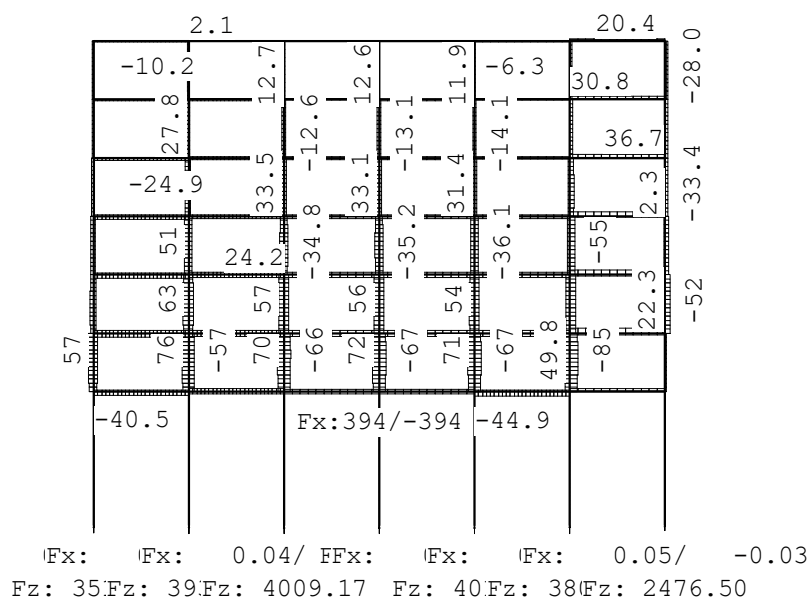 2.1 20.4
-10.2 12.7 12.6 11.9 -6.3 30.8 -28.0
27.8 -12.6 -13.1 -14.1 36.7
-24.9 33.5 33.1 31.4 2.3 -33.4
51 24.2 -34.8 -35.2 -36.1 -55
63 57 56 54 22.3 -52
57 76 -57 70 -66 72 -67 71 -67 49.8 -85
-40.5 Fx:394/-394 -44.9
Fx: Fx: 0.04/ Fx: Fx: Fx: 0.05/ -0.03
Fz: 35 Fz: 39 Fz: 4009.17 Fz: 40 Fz: 38 Fz: 2476.50